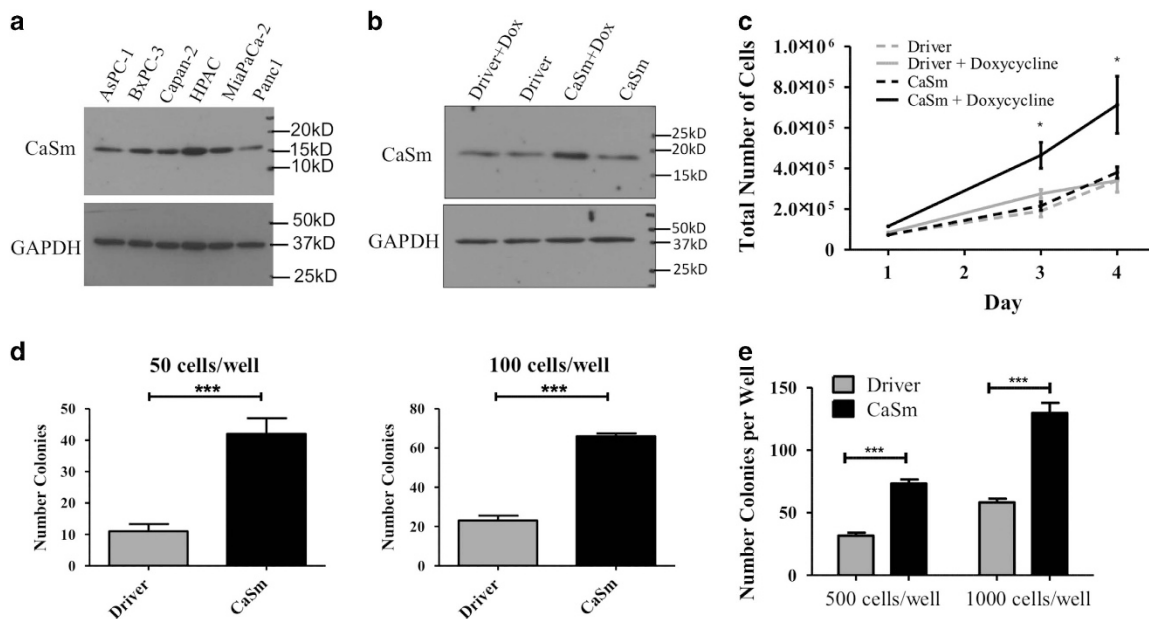 a
AsPC-1
BxPC-3
Capan-2
HPAC
MiaPaCa-2
Panc1
CaSm
20kD
15kD
10kD
GAPDH
50kD
37kD
25kD
b
Driver+Dox
Driver
CaSm+Dox
CaSm
CaSm
25kD
20kD
15kD
GAPDH
50kD
37kD
25kD
c
Total Number of Cells
1.0×10⁶
8.0×10⁵
6.0×10⁵
4.0×10⁵
2.0×10⁵
0
Driver
Driver + Doxycycline
CaSm
CaSm + Doxycycline
*
*
1 2 3 4
Day
d
50 cells/well
***
Number Colonies
50
40
30
20
10
0
Driver
CaSm
100 cells/well
***
Number Colonies
80
60
40
20
0
Driver
CaSm
e
Number Colonies per Well
150
100
50
0
Driver
CaSm
***
***
500 cells/well 1000 cells/well